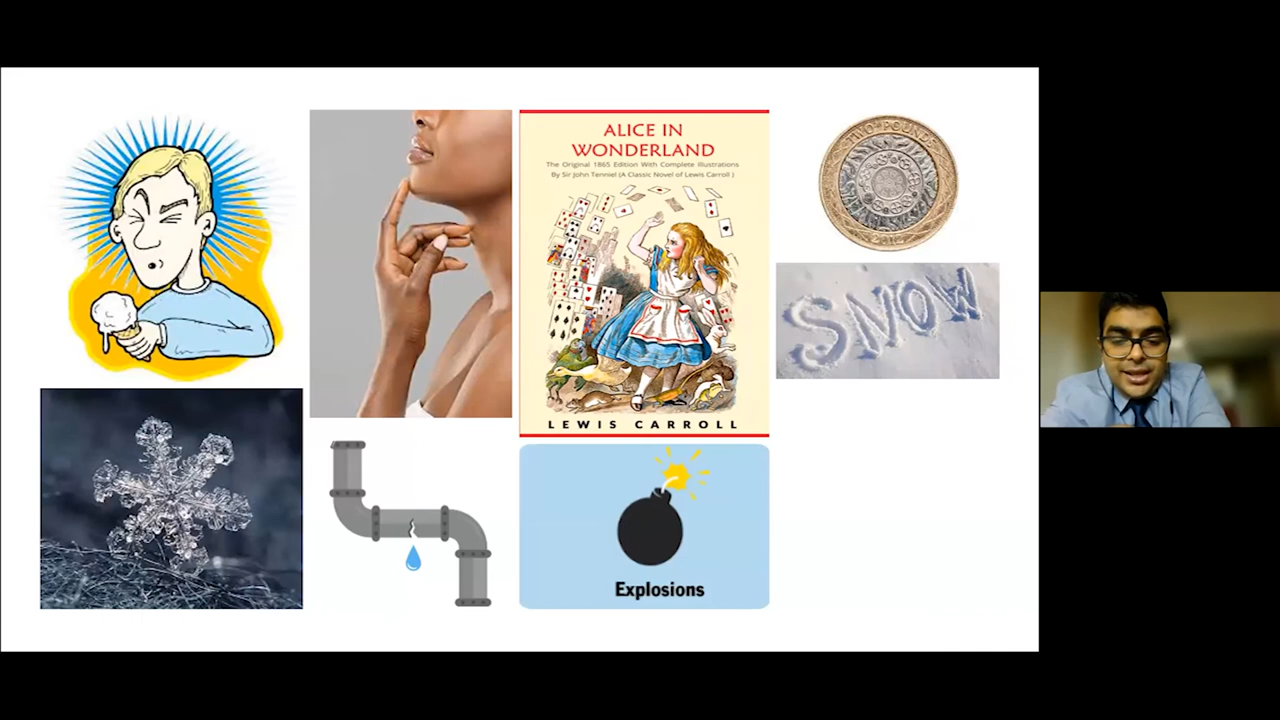 ALICE IN
WONDERLAND
The Original 1865 Edition With Complete Illustrations
By Sir John Tenniel (A Classic Novel of Lewis Carroll )
LEWIS CARROLL
TWO POUNDS
SNOW
Explosions